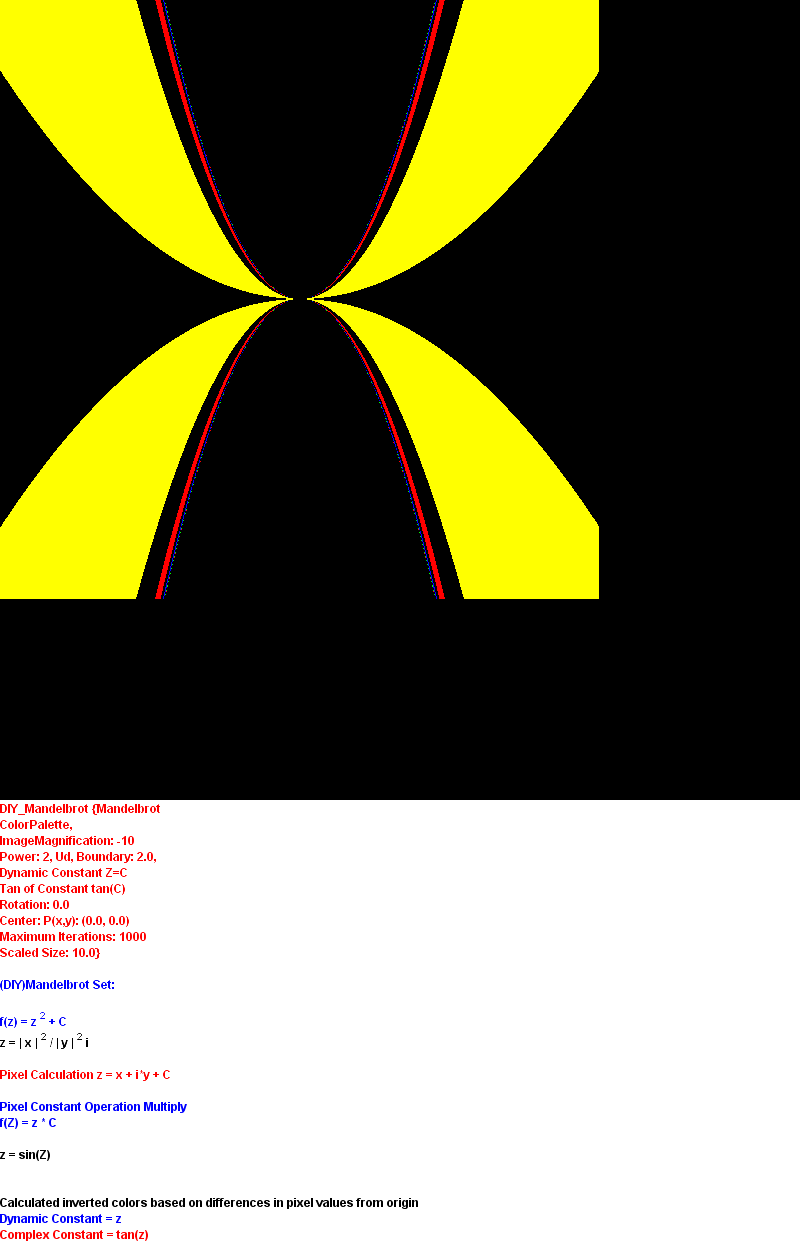 DIY_Mandelbrot {Mandelbrot
ColorPalette,
ImageMagnification: -10
Power: 2, Ud, Boundary: 2.0,
Dynamic Constant Z=C
Tan of Constant tan(C)
Rotation: 0.0
Center: P(x,y): (0.0, 0.0)
Maximum Iterations: 1000
Scaled Size: 10.0}
(DIY)Mandelbrot Set:
f(z) = z ² + C
z = | x | ² / | y | ² i
Pixel Calculation z = x + i*y + C
Pixel Constant Operation Multiply
f(Z) = z * C
z = sin(Z)
Calculated inverted colors based on differences in pixel values from origin
Dynamic Constant = z
Complex Constant = tan(z)